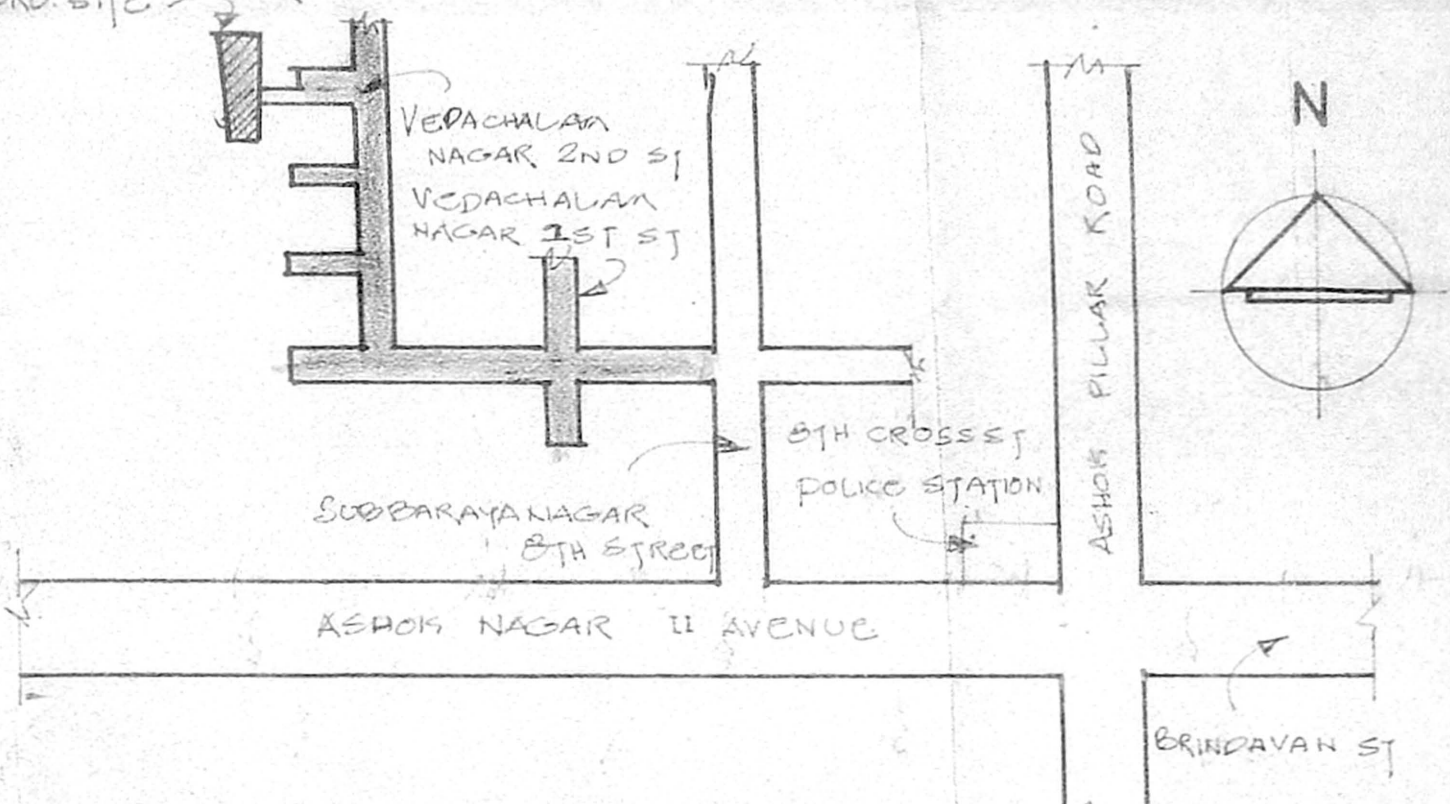 SITE
N
VEDACHALAM
NAGAR 2ND ST
VEDACHALAM
NAGAR 1ST ST
ASHOK PILLAR ROAD
8TH CROSS ST
POLICE STATION
SUBBARAYANAGAR
8TH STREET
ASHOK NAGAR II AVENUE
BRINDAVAN ST